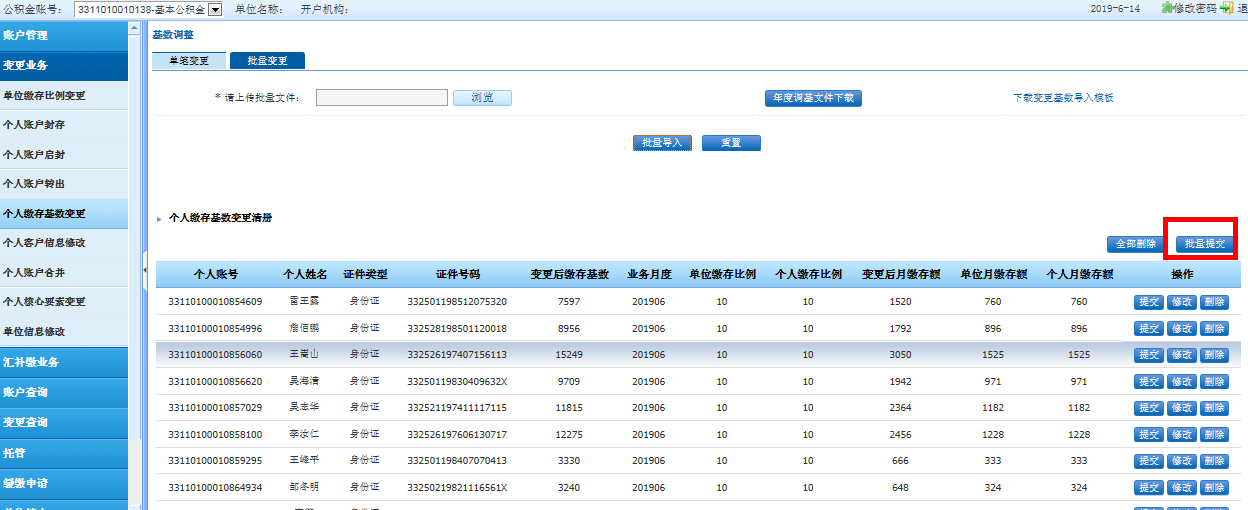 公积金账号: 3311010010138-基本公积金 单位名称: 开户机构: 2019-6-14 修改密码 退
账户管理
变更业务
单位缴存比例变更
个人账户封存
个人账户启封
个人账户转出
个人缴存基数变更
个人客户信息修改
个人账户合并
个人核心要素变更
单位信息修改
汇补缴业务
账户查询
变更查询
托管
缓缴申请
基数调整
单笔变更 批量变更
* 请上传批量文件: 浏览 年度调基文件下载 下载变更基数导入模板
批量导入 重置
个人缴存基数变更清册
全部删除 批量提交
个人账号 个人姓名 证件类型 证件号码 变更后缴存基数 业务月度 单位缴存比例 个人缴存比例 变更后月缴存额 单位月缴存额 个人月缴存额 操作
33110100010854609 雷王露 身份证 332501198512075320 7597 201906 10 10 1520 760 760 提交 修改 删除
33110100010854996 詹佰鹏 身份证 332528198501120018 8956 201906 10 10 1792 896 896 提交 修改 删除
33110100010856060 王嵩山 身份证 332526197407156113 15249 201906 10 10 3050 1525 1525 提交 修改 删除
33110100010856620 吴海清 身份证 33250119830409632X 9709 201906 10 10 1942 971 971 提交 修改 删除
33110100010857029 吴志华 身份证 332521197411117115 11815 201906 10 10 2364 1182 1182 提交 修改 删除
33110100010858100 李汝仁 身份证 332526197606130717 12275 201906 10 10 2456 1228 1228 提交 修改 删除
33110100010859295 王峰平 身份证 332501198407070413 3330 201906 10 10 666 333 333 提交 修改 删除
33110100010864934 邹冬明 身份证 33250219821116561X 3240 201906 10 10 648 324 324 提交 修改 删除